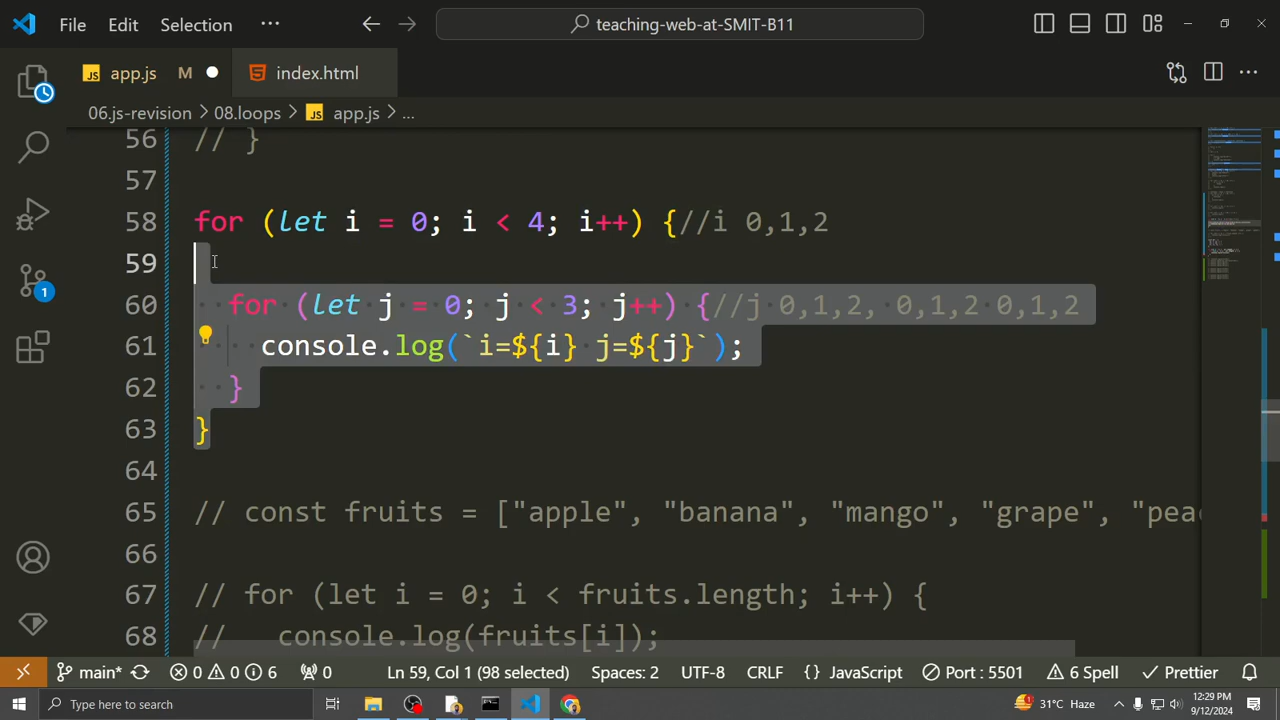 File Edit Selection ··· teaching-web-at-SMIT-B11
JS app.js M index.html
06.js-revision > 08.loops > JS app.js > ...
56 // }
57
58 for (let i = 0; i < 4; i++) {//i 0,1,2
59
60 for (let j = 0; j < 3; j++) {//j 0,1,2, 0,1,2 0,1,2
61 console.log(`i=${i} j=${j}`);
62 }
63 }
64
65 // const fruits = ["apple", "banana", "mango", "grape", "peac
66
67 // for (let i = 0; i < fruits.length; i++) {
68 // console.log(fruits[i]);
1
main* 0 0 6 0 Ln 59, Col 1 (98 selected) Spaces: 2 UTF-8 CRLF {} JavaScript Port : 5501 6 Spell Prettier
Type here to search 31°C Haze 12:29 PM
9/12/2024